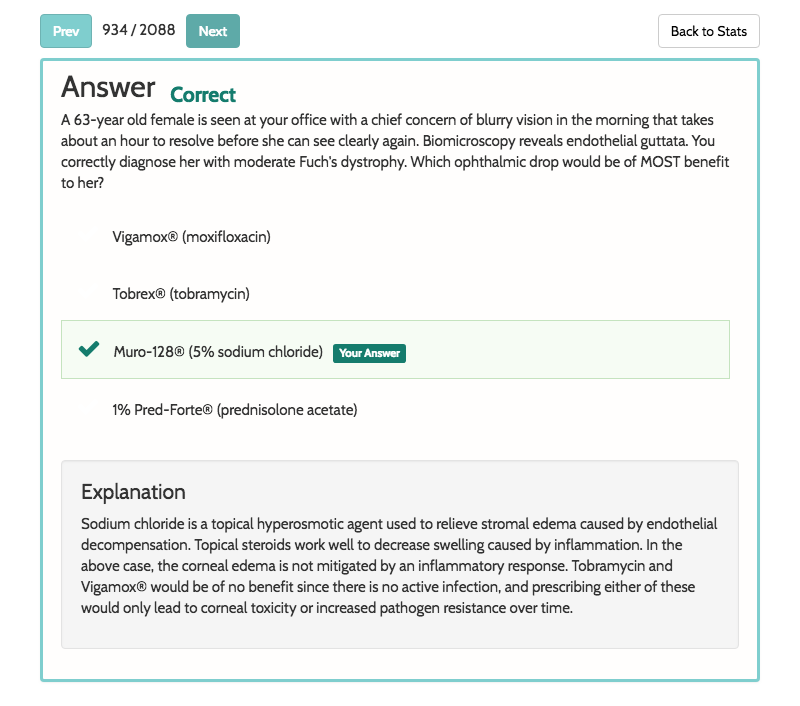 Prev 934 / 2088 Next Back to Stats
Answer Correct
A 63-year old female is seen at your office with a chief concern of blurry vision in the morning that takes
about an hour to resolve before she can see clearly again. Biomicroscopy reveals endothelial guttata. You
correctly diagnose her with moderate Fuch's dystrophy. Which ophthalmic drop would be of MOST benefit
to her?
Vigamox® (moxifloxacin)
Tobrex® (tobramycin)
Muro-128® (5% sodium chloride) Your Answer
1% Pred-Forte® (prednisolone acetate)
Explanation
Sodium chloride is a topical hyperosmotic agent used to relieve stromal edema caused by endothelial
decompensation. Topical steroids work well to decrease swelling caused by inflammation. In the
above case, the corneal edema is not mitigated by an inflammatory response. Tobramycin and
Vigamox® would be of no benefit since there is no active infection, and prescribing either of these
would only lead to corneal toxicity or increased pathogen resistance over time.